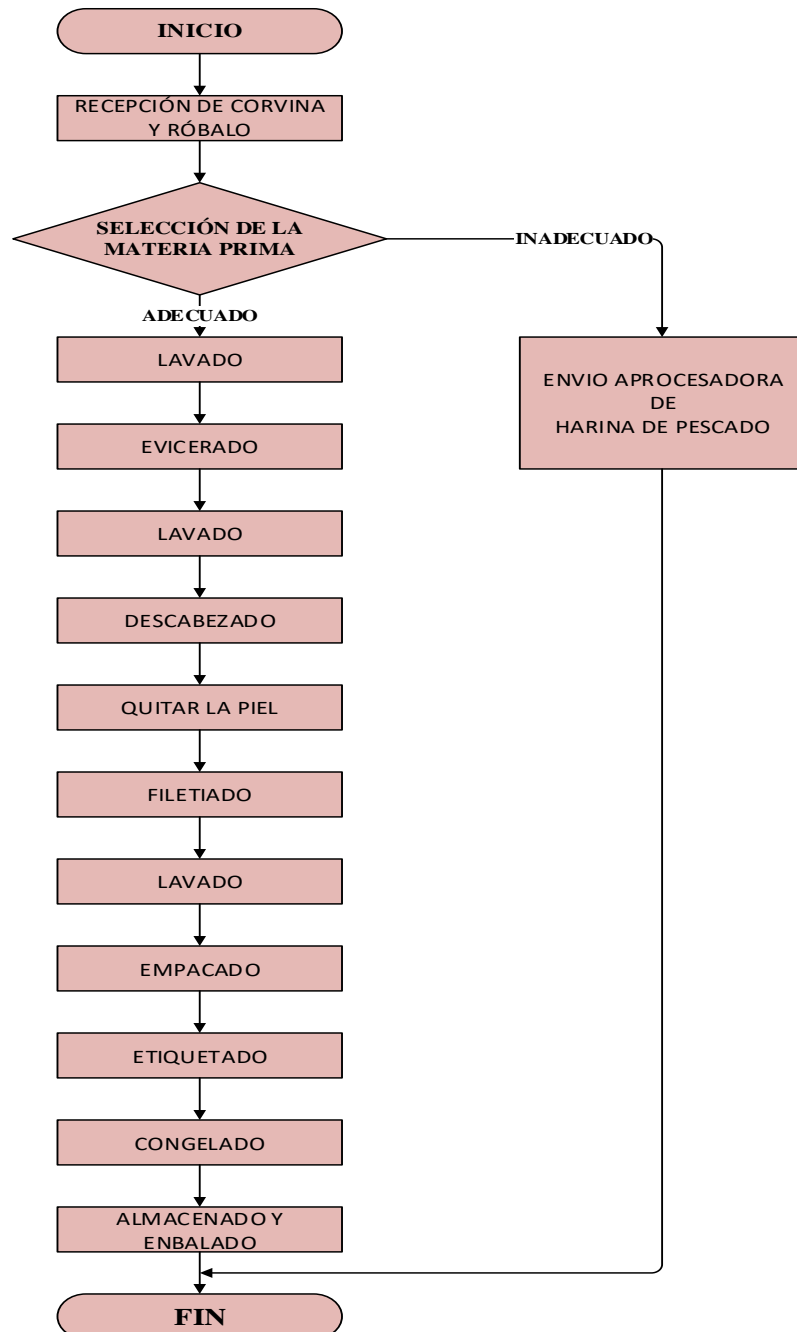 INICIO
RECEPCIÓN DE CORVINA
Y RÓBALO
SELECCIÓN DE LA
MATERIA PRIMA
INADECUADO
ADECUADO
LAVADO
ENVIO APROCESADORA
DE
HARINA DE PESCADO
EVICERADO
LAVADO
DESCABEZADO
QUITAR LA PIEL
FILETIADO
LAVADO
EMPACADO
ETIQUETADO
CONGELADO
ALMACENADO Y
ENBALADO
FIN